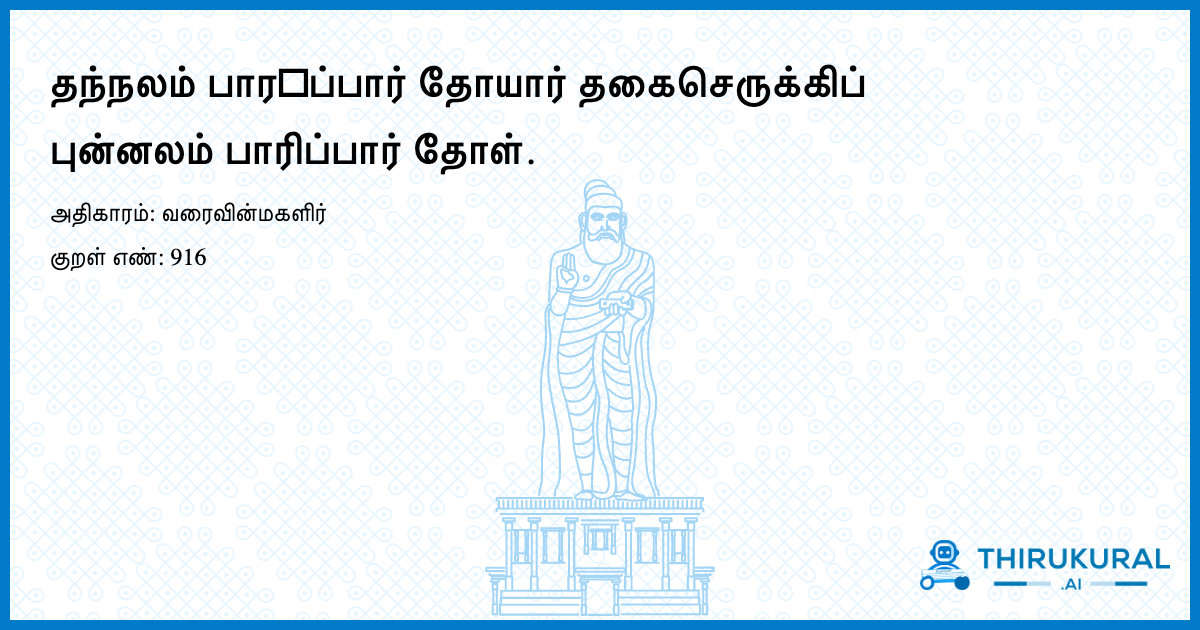 தந்நலம் தோயார் தகைசெருக்கிப்
புன்னலம் பாரிப்பார் தோள்.
அதிகாரம்: வரைவின்மகளிர்
குறள் எண்: 916
THIRUKURAL
.AI